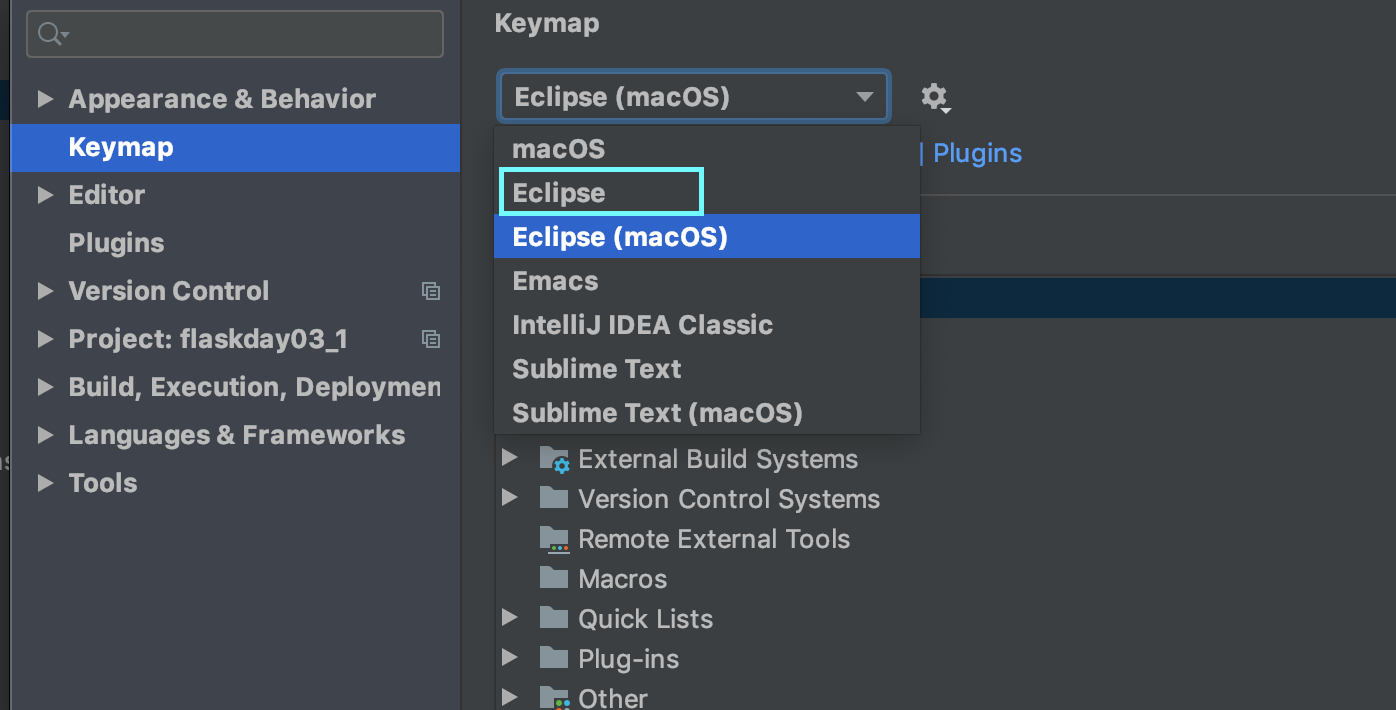 Appearance & Behavior
Keymap
Editor
Plugins
Version Control
Project: flaskday03_1
Build, Execution, Deploymen
Languages & Frameworks
Tools
Keymap
Eclipse (macOS)
Plugins
macOS
Eclipse
Eclipse (macOS)
Emacs
IntelliJ IDEA Classic
Sublime Text
Sublime Text (macOS)
External Build Systems
Version Control Systems
Remote External Tools
Macros
Quick Lists
Plug-ins
Other